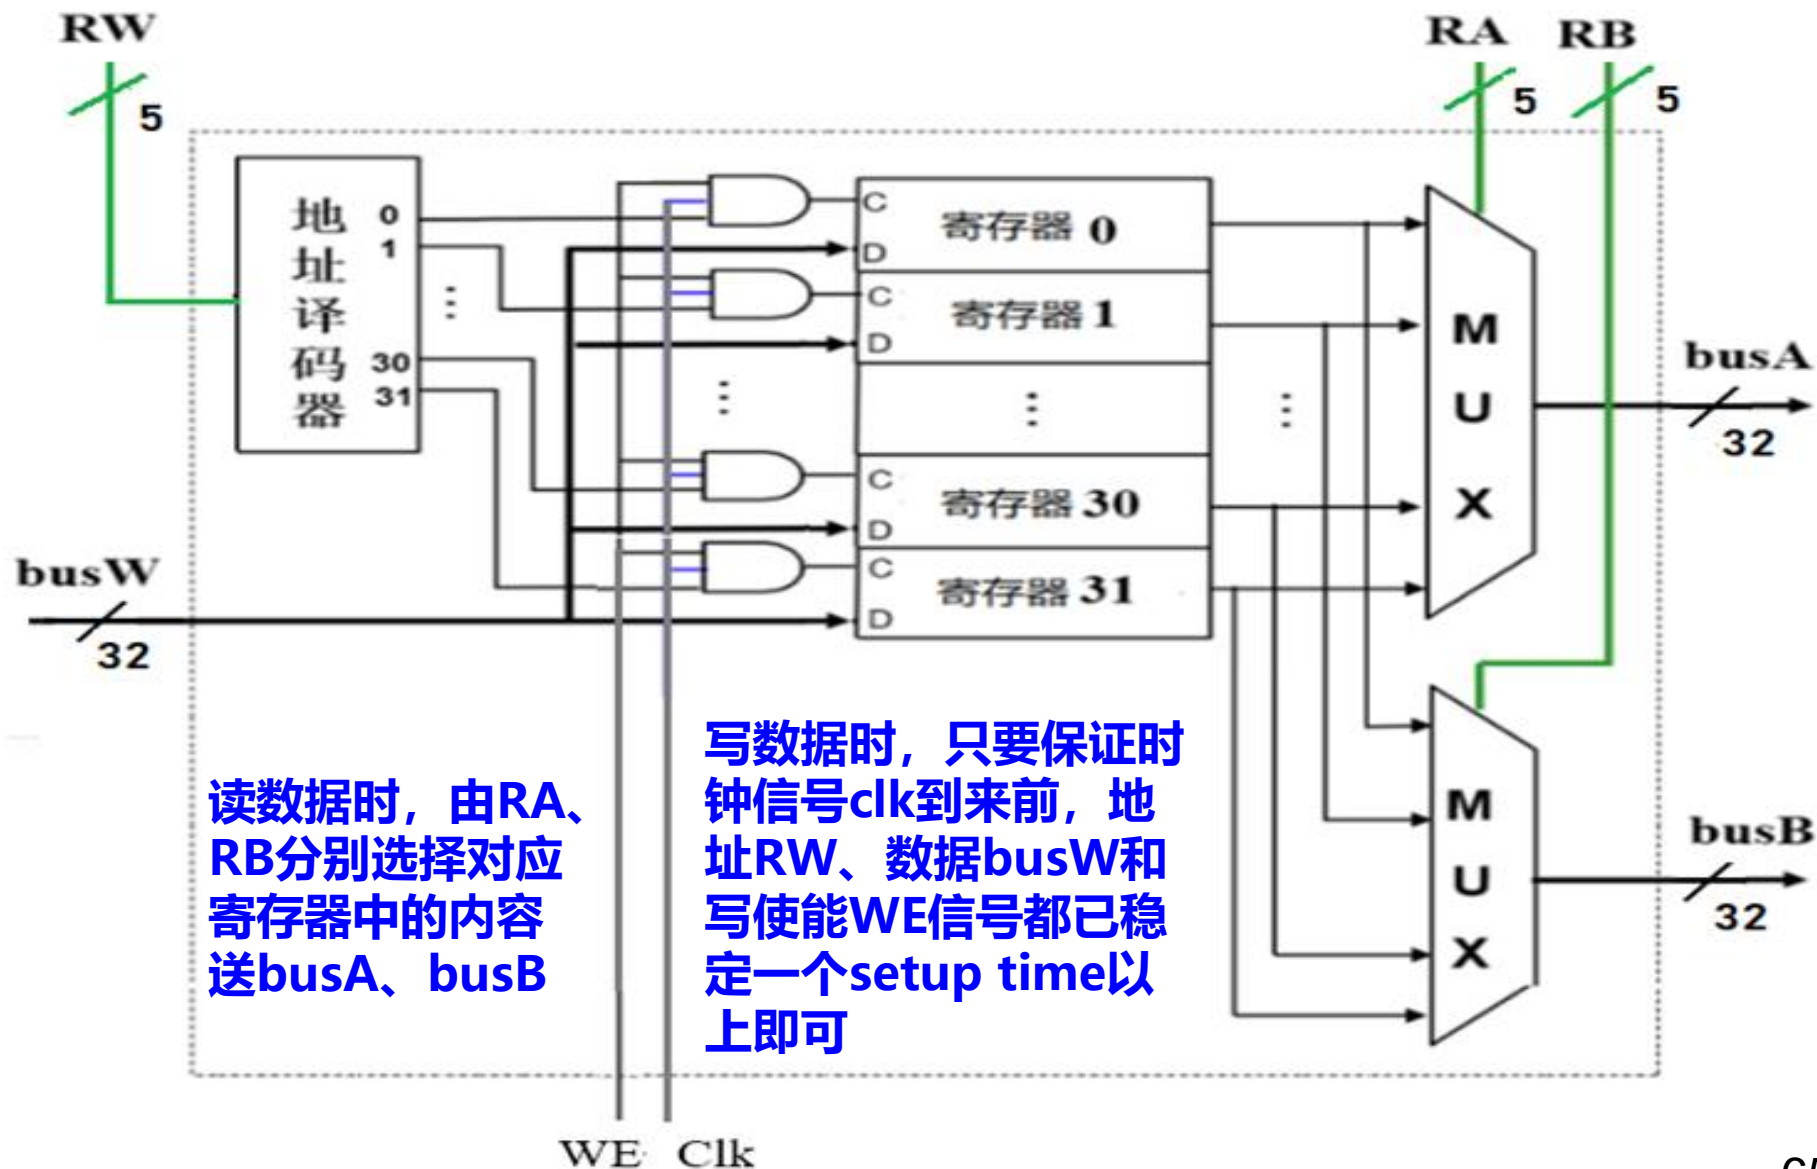 RW
RA
RB
5
5
5
地
址
译
码
器
0
1
⋮
30
31
C
D
寄存器 0
C
D
寄存器 1
⋮
⋮
⋮
C
D
寄存器 30
C
D
寄存器 31
M
U
X
busA
32
busW
32
M
U
X
busB
32
读数据时，由RA、
RB分别选择对应
寄存器中的内容
送busA、busB
写数据时，只要保证时
钟信号clk到来前，地
址RW、数据busW和
写使能WE信号都已稳
定一个setup time以
上即可
WE
Clk